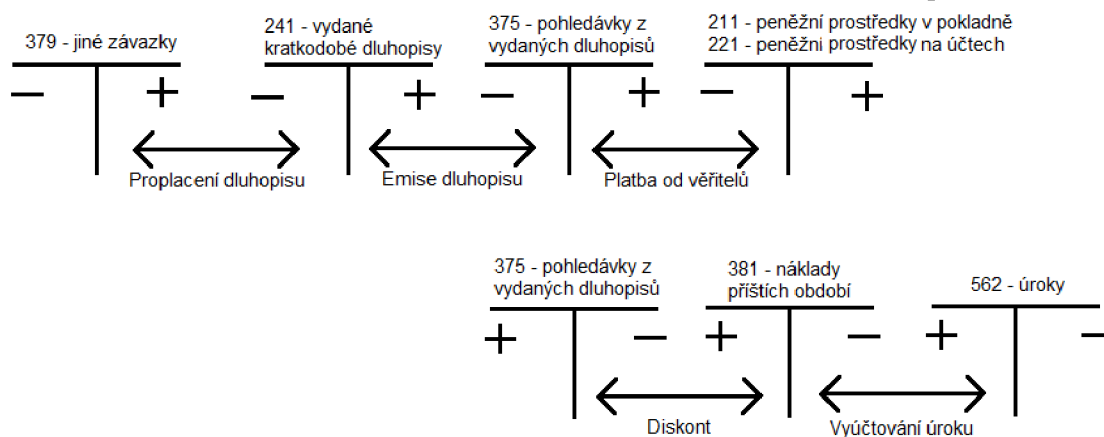 379 - jiné závazky
241 - vydané
kratkodobé dluhopisy
375 - pohledávky z
vydaných dluhopisů
211 - peněžní prostředky v pokladně
221 - peněžni prostředky na účtech
− + − + − + − +
Proplacení dluhopisu
Emise dluhopisu
Platba od věřitelů
375 - pohledávky z
vydaných dluhopisů
381 - náklady
příštích období
562 - úroky
+ − + − + −
Diskont
Vyúčtování úroku